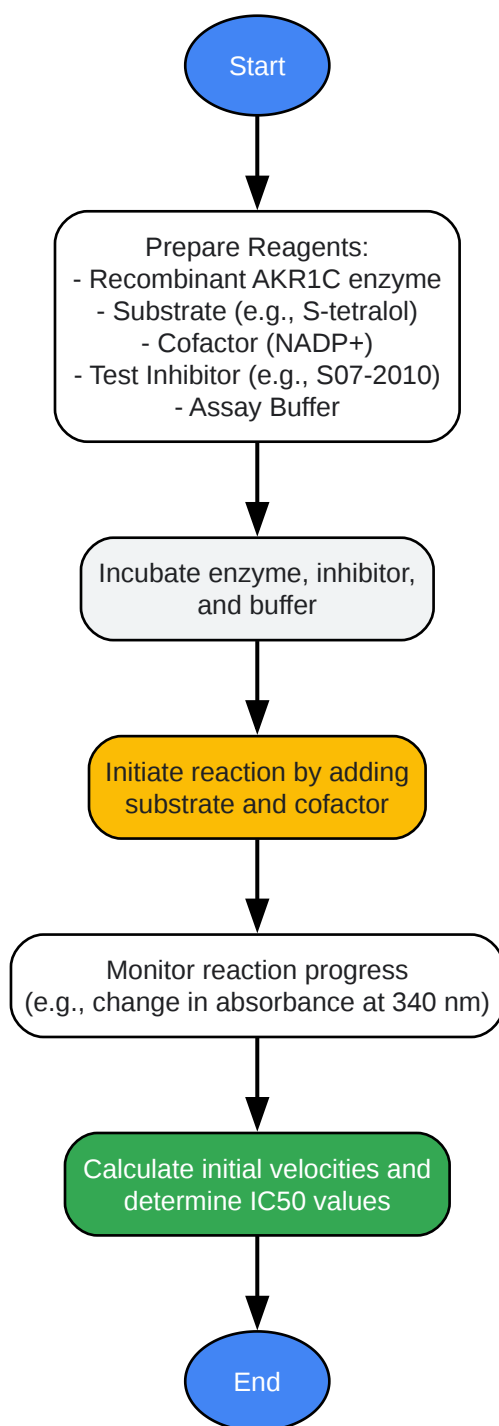 Start
Prepare Reagents:
- Recombinant AKR1C enzyme
- Substrate (e.g., S-tetralol)
- Cofactor (NADP+)
- Test Inhibitor (e.g., S07-2010)
- Assay Buffer
Incubate enzyme, inhibitor,
and buffer
Initiate reaction by adding
substrate and cofactor
Monitor reaction progress
(e.g., change in absorbance at 340 nm)
Calculate initial velocities and
determine IC50 values
End